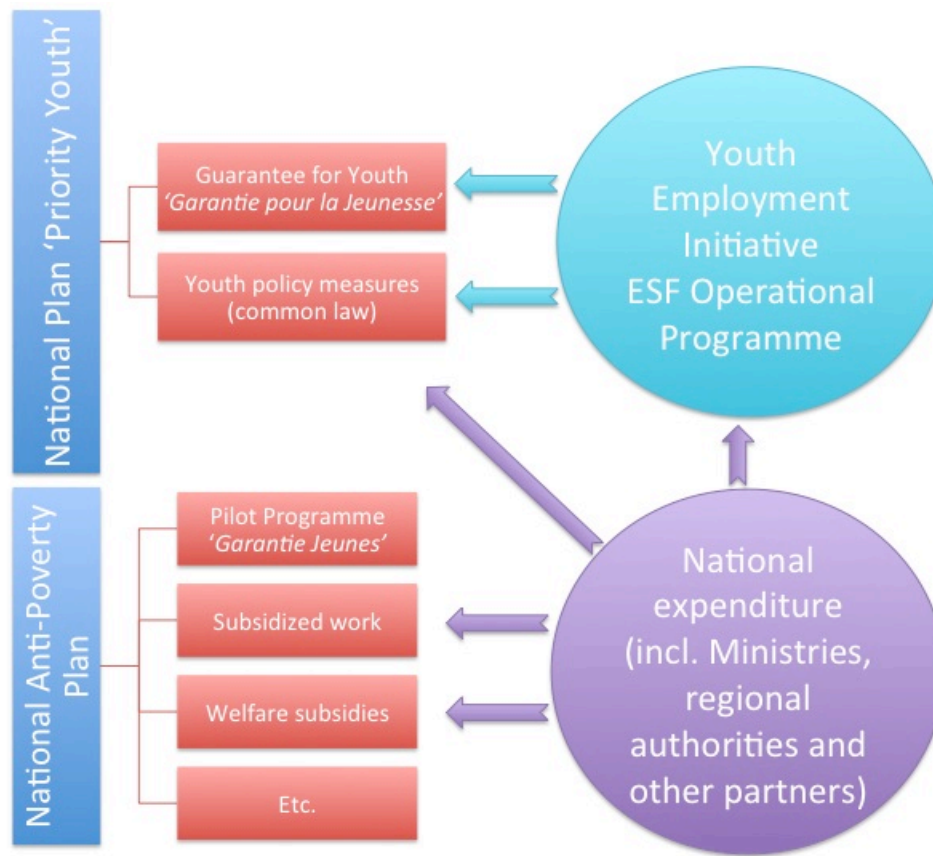 National Plan ‘Priority Youth’
Guarantee for Youth
‘Garantie pour la Jeunesse’
Youth policy measures
(common law)
Youth
Employment
Initiative
ESF Operational
Programme
National Anti-Poverty
Plan
Pilot Programme
‘Garantie Jeunes’
Subsidized work
Welfare subsidies
Etc.
National
expenditure
(incl. Ministries,
regional
authorities and
other partners)